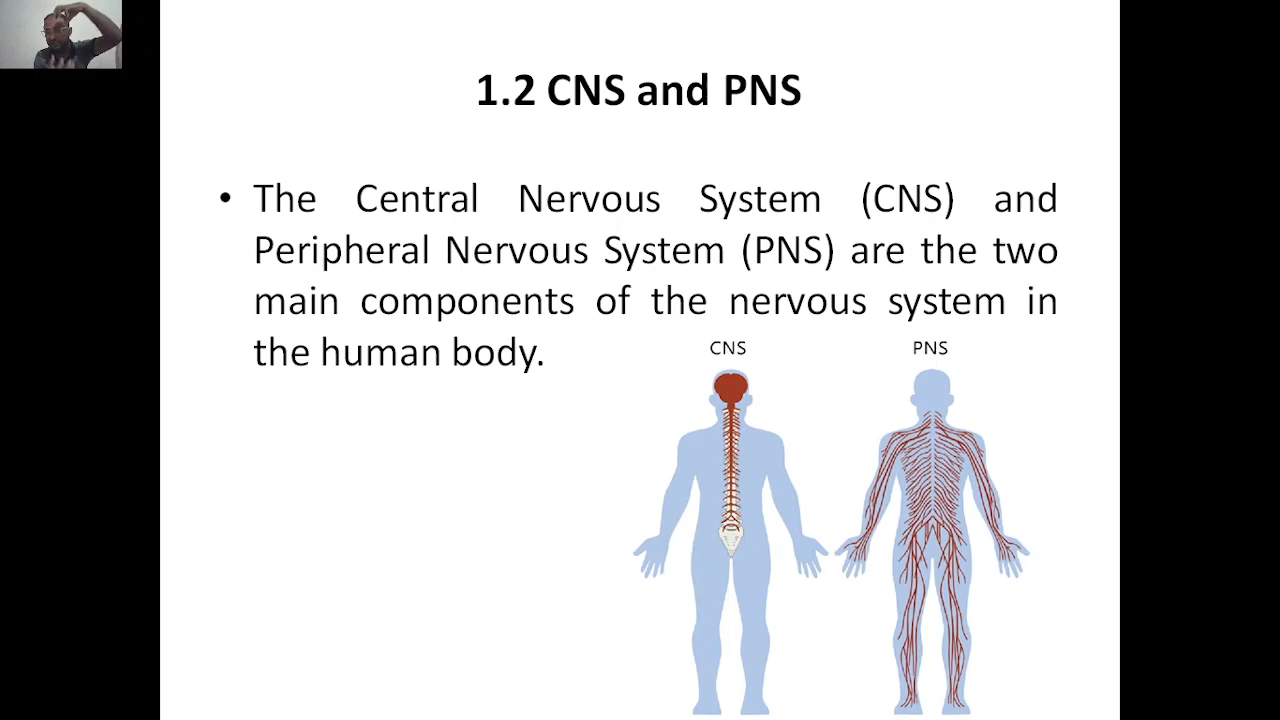 1.2 CNS and PNS
• The Central Nervous System (CNS) and
Peripheral Nervous System (PNS) are the two
main components of the nervous system in
the human body.
CNS
PNS